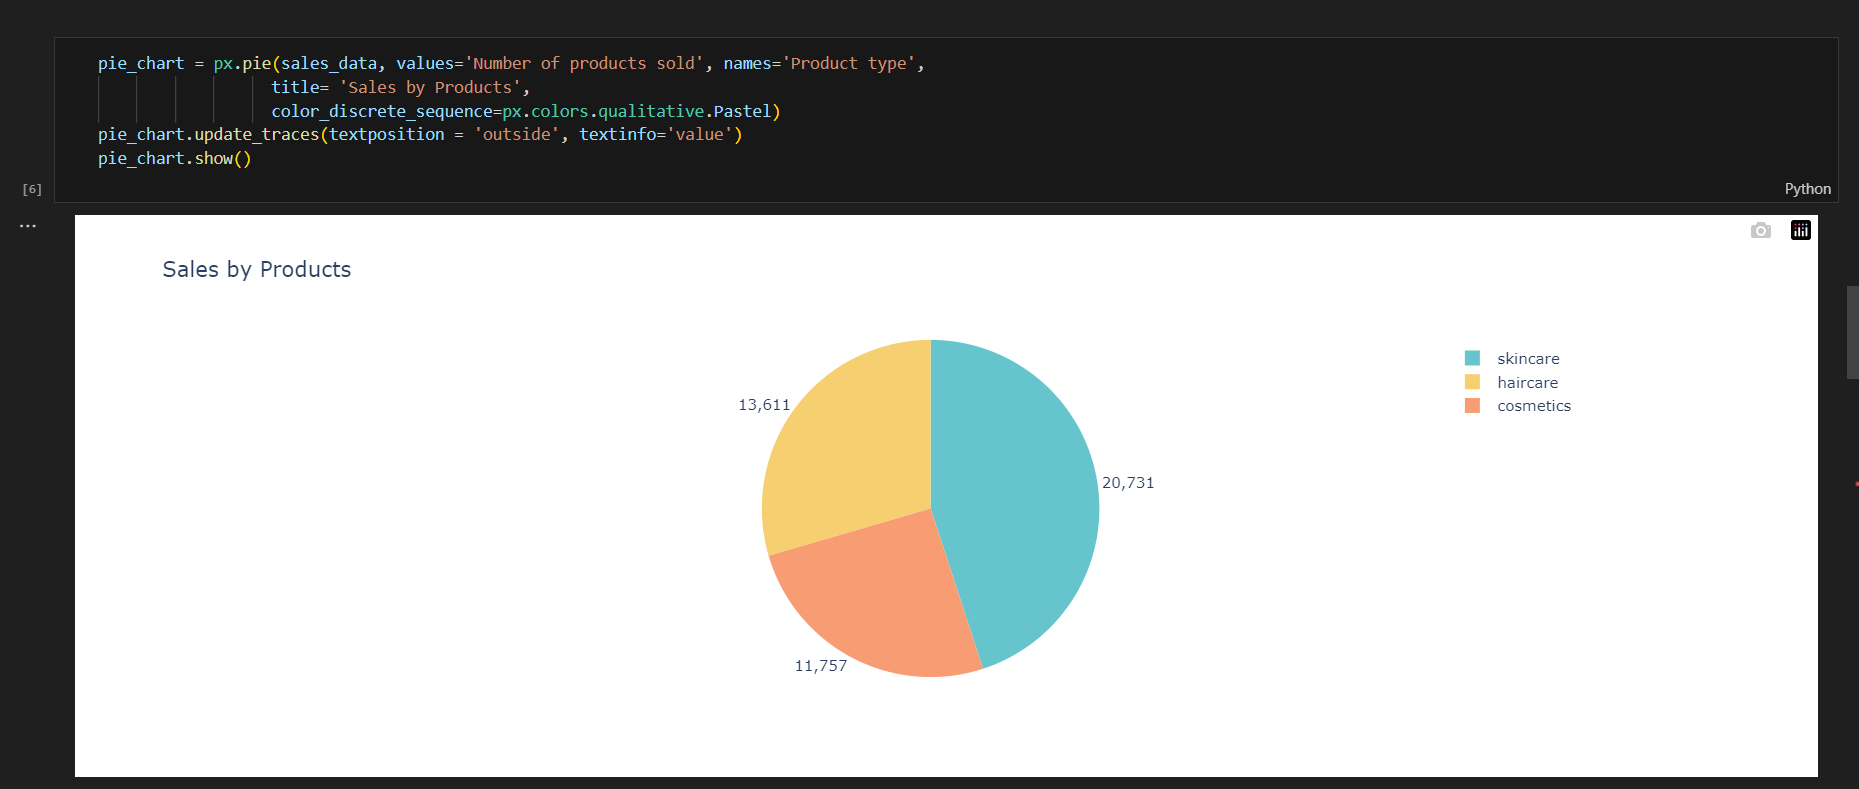 pie_chart = px.pie(sales_data, values='Number of products sold', names='Product type',
title= 'Sales by Products',
color_discrete_sequence=px.colors.qualitative.Pastel)
pie_chart.update_traces(textposition = 'outside', textinfo='value')
pie_chart.show()
[6]
Python
...
Sales by Products
skincare
haircare
cosmetics
13,611
20,731
11,757